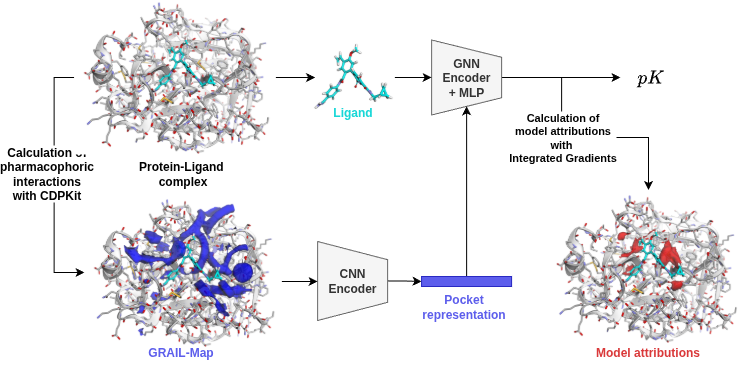 GNN
Encoder
+ MLP
pK
Ligand
Calculation of
model attributions
with
Integrated Gradients
Calculation of
pharmacophoric
interactions
with CDPKit
Protein-Ligand
complex
CNN
Encoder
Pocket
representation
GRAIL-Map
Model attributions